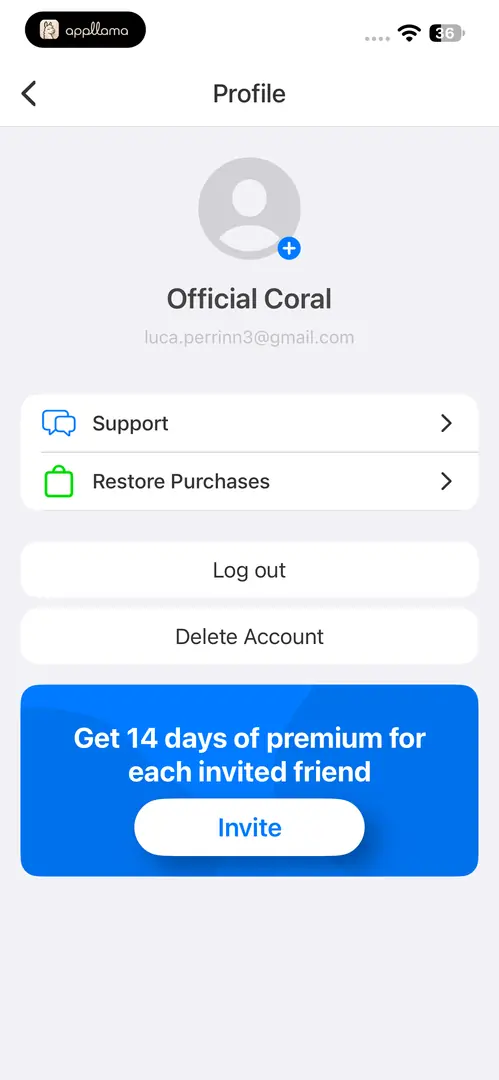 appllama
36
Profile
Official Coral
luca.perrinn3@gmail.com
Support
Restore Purchases
Log out
Delete Account
Get 14 days of premium for
each invited friend
Invite